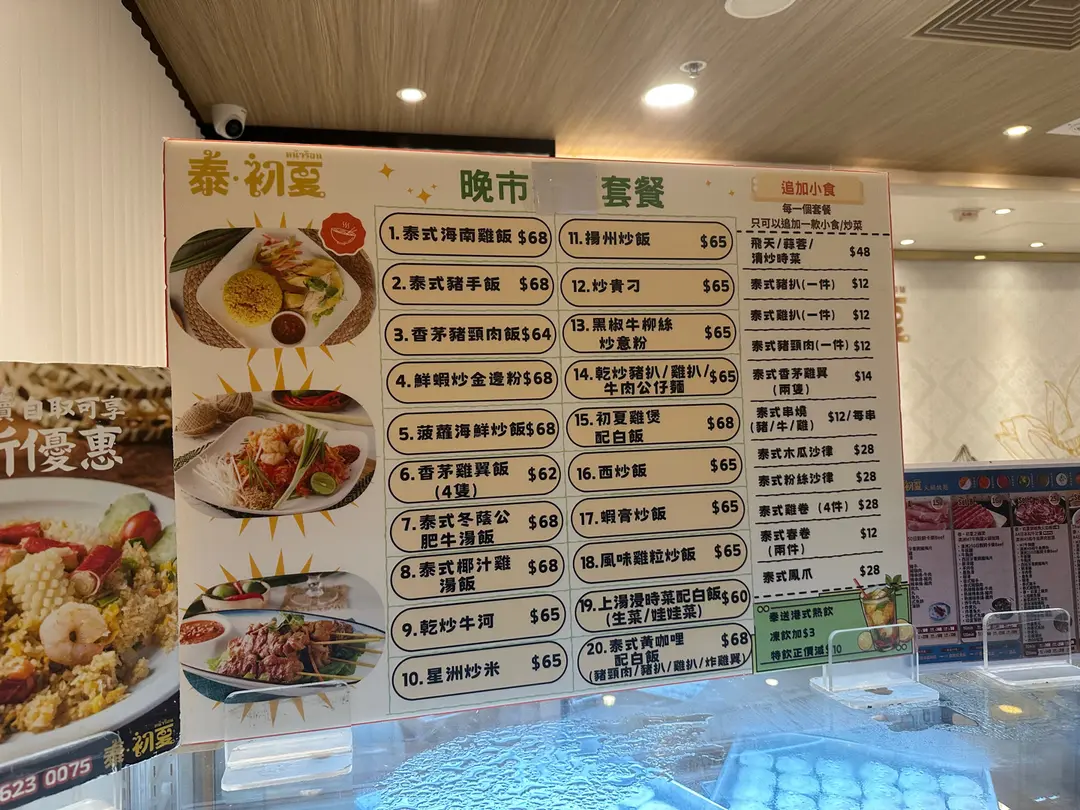 泰·初夏
晚市 套餐
1.泰式海南雞飯 $68
2.泰式豬手飯 $68
3.香茅豬頸肉飯 $64
4.鮮蝦炒金邊粉 $68
5.菠蘿海鮮炒飯 $68
6.香茅雞翼飯 $62
(4隻)
7.泰式冬蔭公 $68
肥牛湯飯
8.泰式椰汁雞 $68
湯飯
9.乾炒牛河 $65
10.星洲炒米 $65
11.揚州炒飯 $65
12.炒貴刁 $65
13.黑椒牛柳絲 $65
炒意粉
14.乾炒豬扒/雞扒/ $65
牛肉公仔麵
15.初夏雞煲 $68
配白飯
16.西炒飯 $65
17.蝦膏炒飯 $65
18.風味雞粒炒飯 $65
19.上湯浸時菜配白飯 $60
(生菜/娃娃菜)
20.泰式黃咖哩 $68
配白飯
(豬頸肉/豬扒/雞扒/炸雞翼)
追加小食
每一個套餐
只可以追加一款小食/炒菜
飛天/蒜蓉/
清炒時菜 $48
泰式豬扒(一件) $12
泰式雞扒(一件) $12
泰式豬頸肉(一件) $12
泰式香茅雞翼 $14
(兩隻)
泰式串燒 $12/每串
(豬/牛/雞)
泰式木瓜沙律 $28
泰式粉絲沙律 $28
泰式雞卷 (4件) $28
泰式春卷 $12
(兩件)
泰式鳳爪 $28
奉送港式熱飲
凍飲加$3
特飲正價減$10
自取可享
優惠
泰·初夏
623 0075